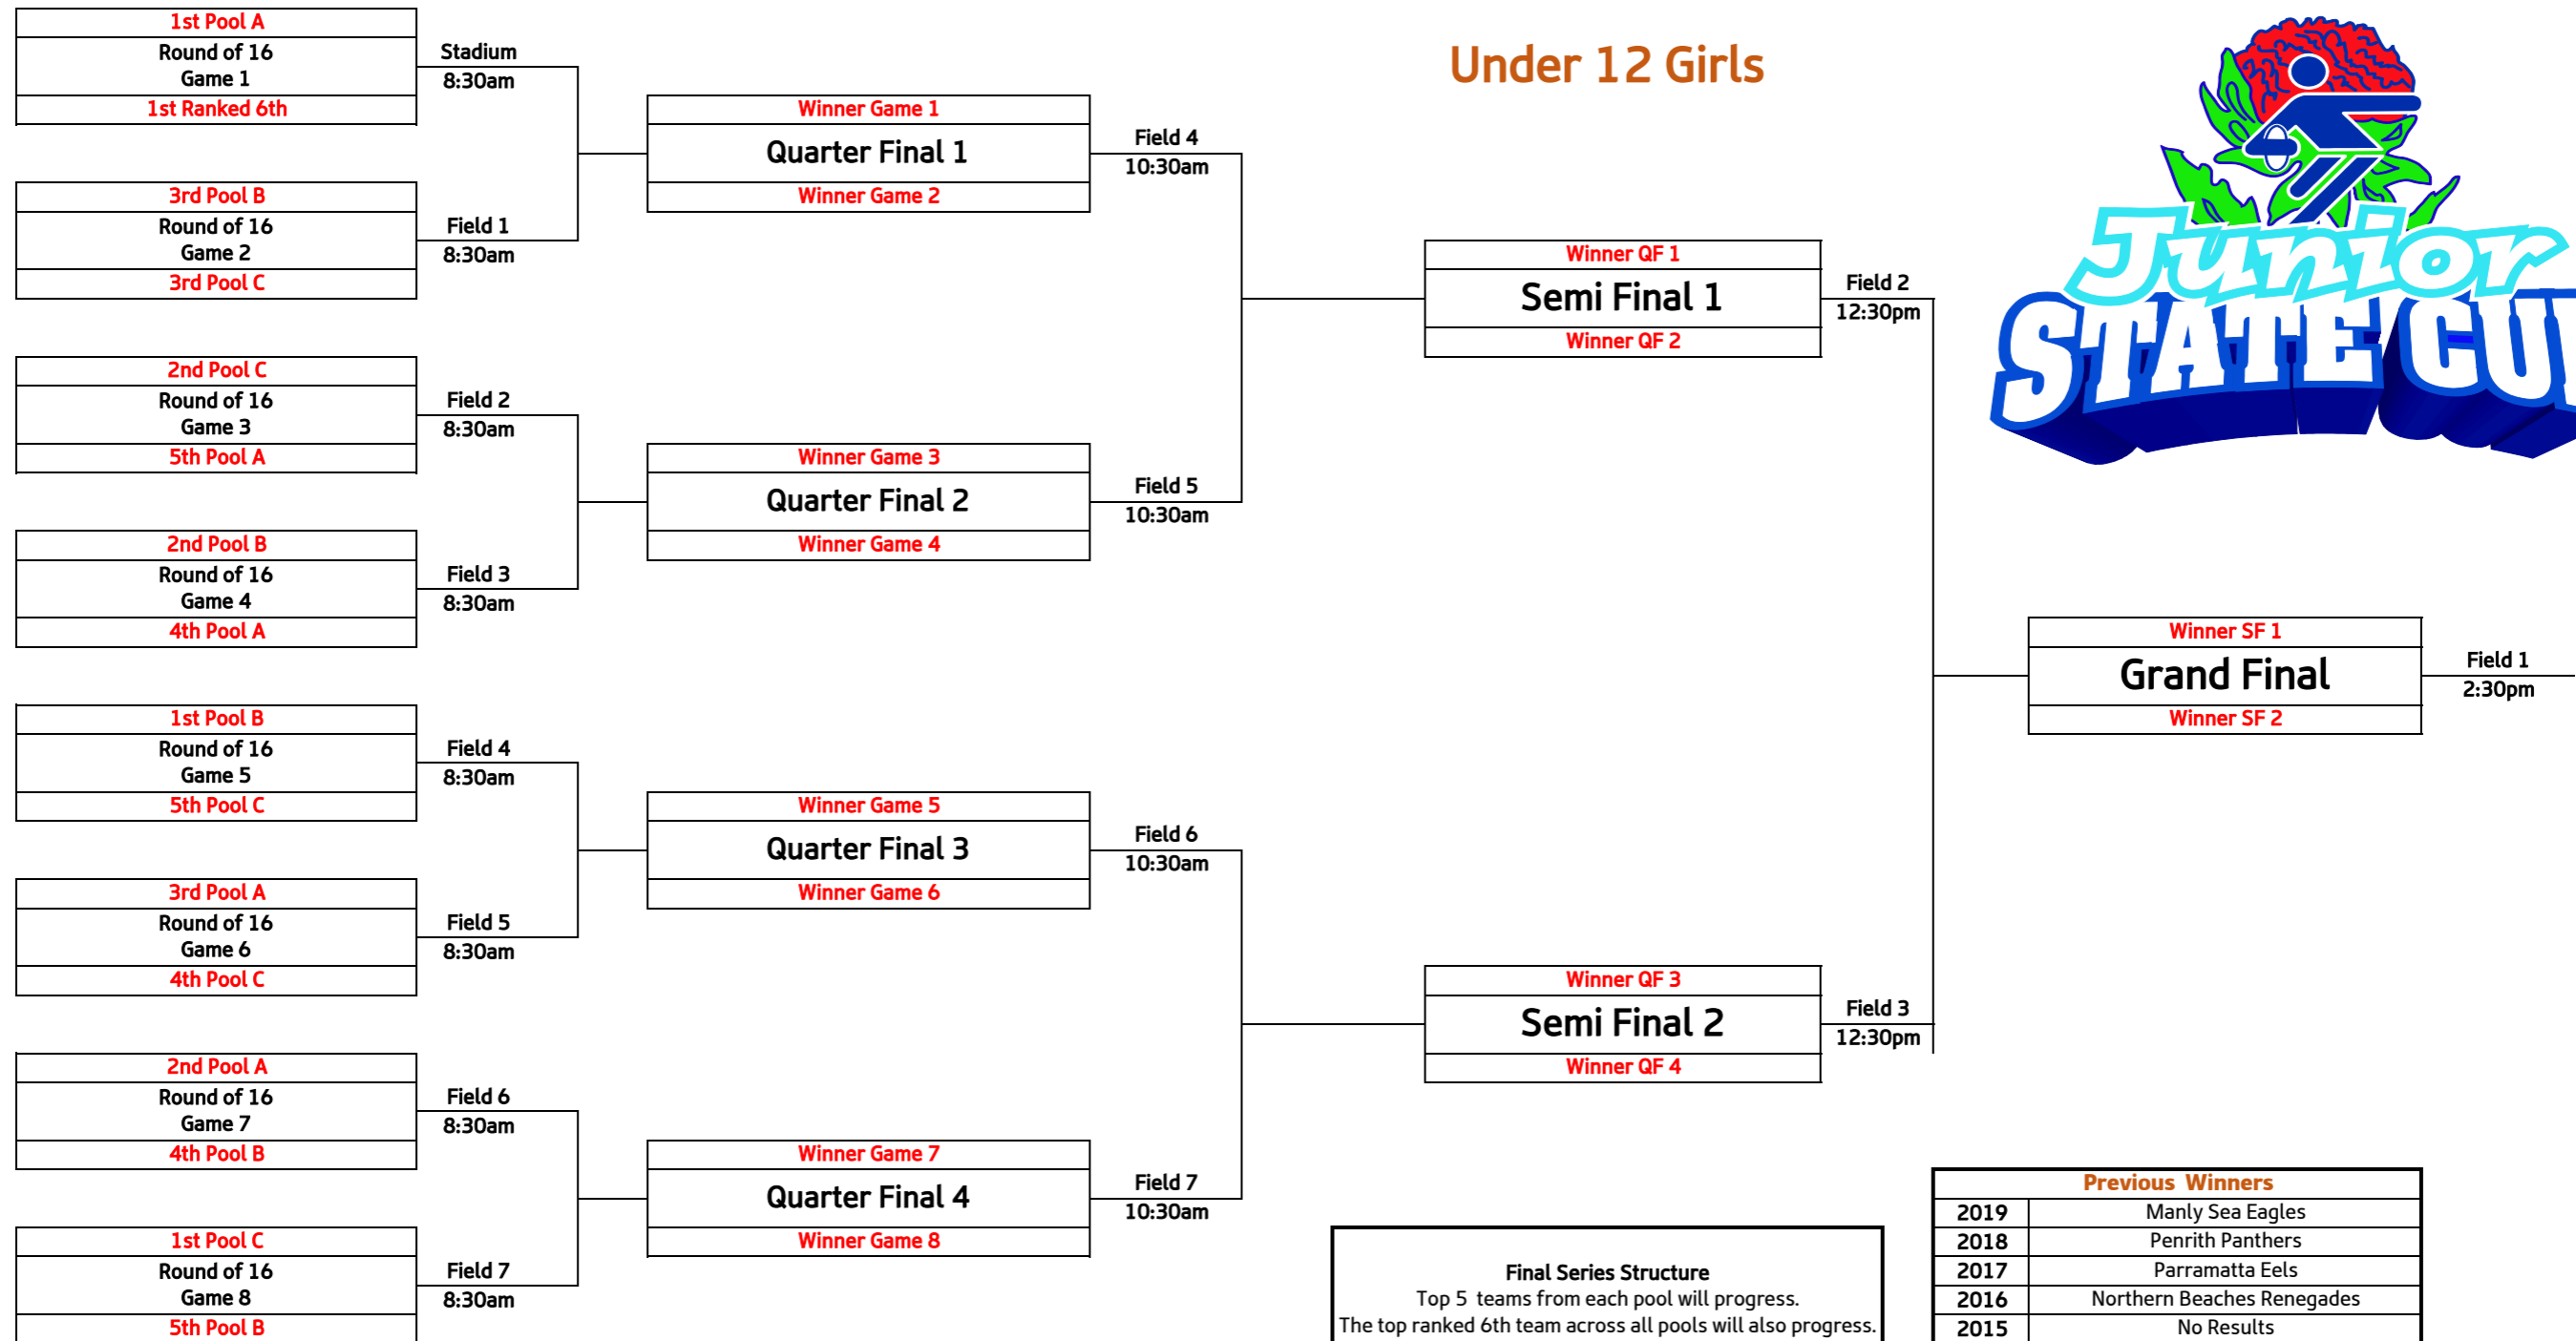 Under 12 Girls
Junior
STATE CU
1st Pool A
Round of 16
Game 1
1st Ranked 6th
Stadium
8:30am
3rd Pool B
Round of 16
Game 2
3rd Pool C
Field 1
8:30am
2nd Pool C
Round of 16
Game 3
5th Pool A
Field 2
8:30am
2nd Pool B
Round of 16
Game 4
4th Pool A
Field 3
8:30am
1st Pool B
Round of 16
Game 5
5th Pool C
Field 4
8:30am
3rd Pool A
Round of 16
Game 6
4th Pool C
Field 5
8:30am
2nd Pool A
Round of 16
Game 7
4th Pool B
Field 6
8:30am
1st Pool C
Round of 16
Game 8
5th Pool B
Field 7
8:30am
Winner Game 1
Quarter Final 1
Winner Game 2
Field 4
10:30am
Winner Game 3
Quarter Final 2
Winner Game 4
Field 5
10:30am
Winner Game 5
Quarter Final 3
Winner Game 6
Field 6
10:30am
Winner Game 7
Quarter Final 4
Winner Game 8
Field 7
10:30am
Winner QF 1
Semi Final 1
Winner QF 2
Field 2
12:30pm
Winner QF 3
Semi Final 2
Winner QF 4
Field 3
12:30pm
Winner SF 1
Grand Final
Winner SF 2
Field 1
2:30pm
Final Series Structure
Top 5 teams from each pool will progress.
The top ranked 6th team across all pools will also progress.
Previous Winners
2019 Manly Sea Eagles
2018 Penrith Panthers
2017 Parramatta Eels
2016 Northern Beaches Renegades
2015 No Results